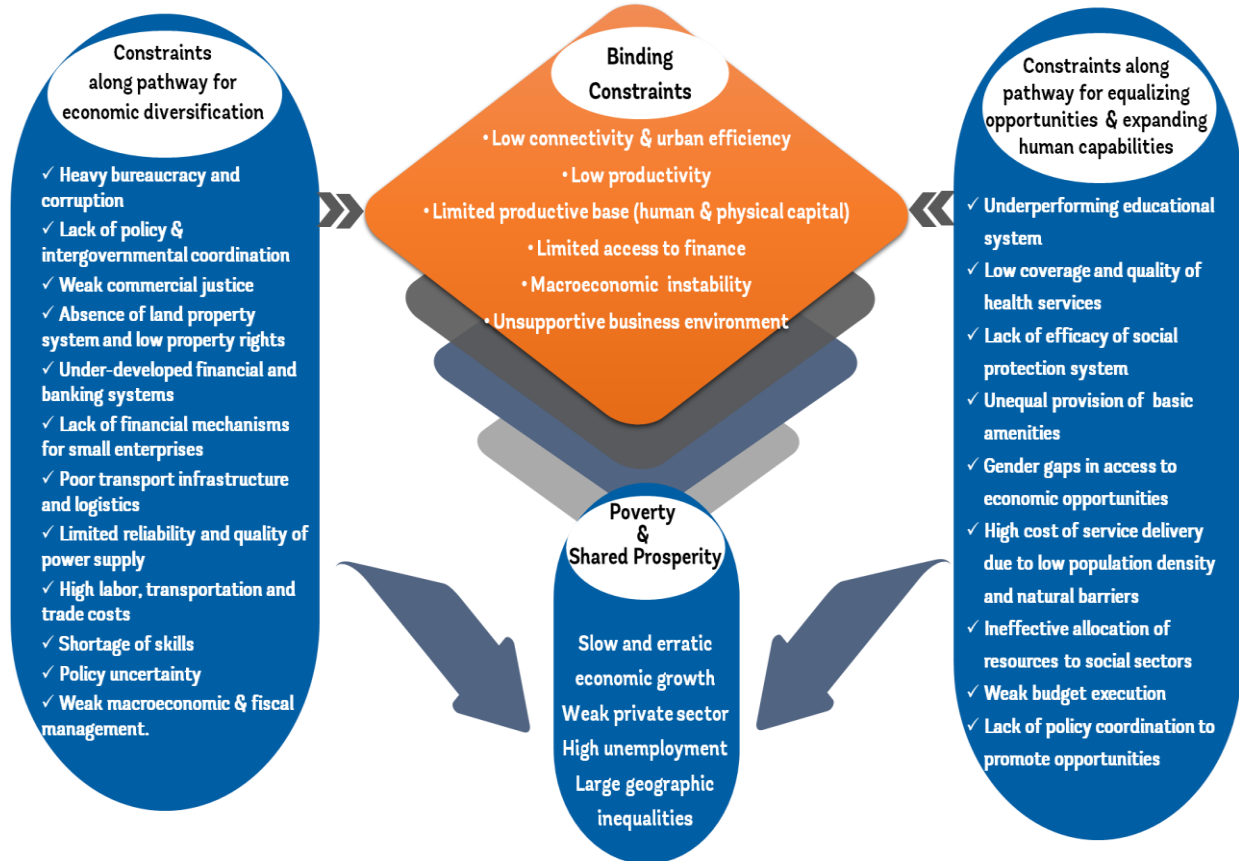 Constraints
along pathway for
economic diversification
✓ Heavy bureaucracy and
corruption
✓ Lack of policy &
intergovernmental coordination
✓ Weak commercial justice
✓ Absence of land property
system and low property rights
✓ Under-developed financial and
banking systems
✓ Lack of financial mechanisms
for small enterprises
✓ Poor transport infrastructure
and logistics
✓ Limited reliability and quality of
power supply
✓ High labor, transportation and
trade costs
✓ Shortage of skills
✓ Policy uncertainty
✓ Weak macroeconomic & fiscal
management.
Binding
Constraints
• Low connectivity & urban efficiency
• Low productivity
• Limited productive base (human & physical capital)
• Limited access to finance
• Macroeconomic instability
• Unsupportive business environment
Poverty
&
Shared Prosperity
Slow and erratic
economic growth
Weak private sector
High unemployment
Large geographic
inequalities
Constraints along
pathway for equalizing
opportunities & expanding
human capabilities
✓ Underperforming educational
system
✓ Low coverage and quality of
health services
✓ Lack of efficacy of social
protection system
✓ Unequal provision of basic
amenities
✓ Gender gaps in access to
economic opportunities
✓ High cost of service delivery
due to low population density
and natural barriers
✓ Ineffective allocation of
resources to social sectors
✓ Weak budget execution
✓ Lack of policy coordination to
promote opportunities